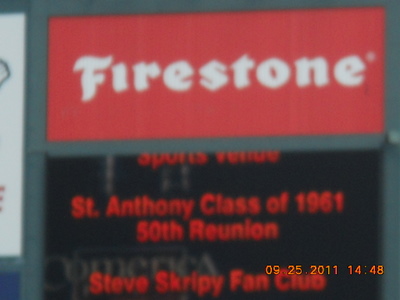 Firestone
Sports Venue
St. Anthony Class of 1961
50th Reunion
Steve Skripy Fan Club
09.25.2011 14:48